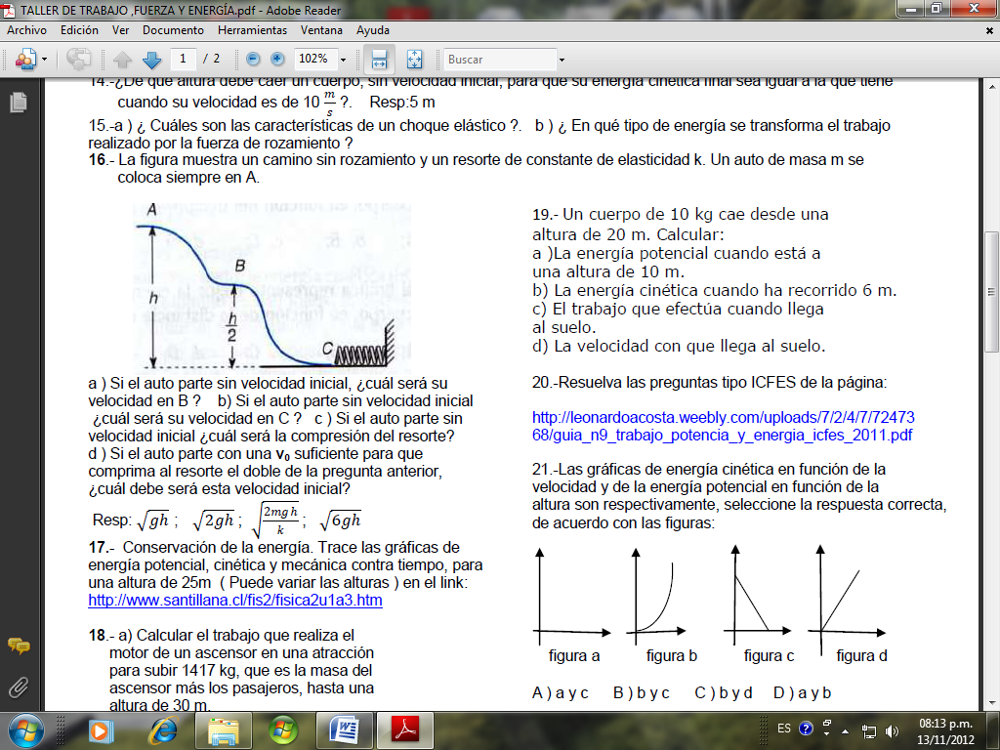 TALLER DE TRABAJO ,FUERZA Y ENERGÍA.pdf - Adobe Reader
Archivo Edición Ver Documento Herramientas Ventana Ayuda
1 / 2 102% Buscar
14.-¿De qué altura debe caer un cuerpo, sin velocidad inicial, para que su energía cinética final sea igual a la que tiene
cuando su velocidad es de 10 m/s ?. Resp:5 m
15.-a ) ¿ Cuáles son las características de un choque elástico ?. b ) ¿ En qué tipo de energía se transforma el trabajo
realizado por la fuerza de rozamiento ?
16.- La figura muestra un camino sin rozamiento y un resorte de constante de elasticidad k. Un auto de masa m se
coloca siempre en A.
A
B
h
h/2
C
a ) Si el auto parte sin velocidad inicial, ¿cuál será su
velocidad en B ? b) Si el auto parte sin velocidad inicial
¿cuál será su velocidad en C ? c ) Si el auto parte sin
velocidad inicial ¿cuál será la compresión del resorte?
d ) Si el auto parte con una v₀ suficiente para que
comprima al resorte el doble de la pregunta anterior,
¿cuál debe será esta velocidad inicial?
Resp: √gh ; √2gh ; √(2mg h/k) ; √6gh
17.- Conservación de la energía. Trace las gráficas de
energía potencial, cinética y mecánica contra tiempo, para
una altura de 25m ( Puede variar las alturas ) en el link:
http://www.santillana.cl/fis2/fisica2u1a3.htm
18.- a) Calcular el trabajo que realiza el
motor de un ascensor en una atracción
para subir 1417 kg, que es la masa del
ascensor más los pasajeros, hasta una
altura de 30 m.
19.- Un cuerpo de 10 kg cae desde una
altura de 20 m. Calcular:
a )La energía potencial cuando está a
una altura de 10 m.
b) La energía cinética cuando ha recorrido 6 m.
c) El trabajo que efectúa cuando llega
al suelo.
d) La velocidad con que llega al suelo.
20.-Resuelva las preguntas tipo ICFES de la página:
http://leonardoacosta.weebly.com/uploads/7/2/4/7/72473
68/guia_n9_trabajo_potencia_y_energia_icfes_2011.pdf
21.-Las gráficas de energía cinética en función de la
velocidad y de la energía potencial en función de la
altura son respectivamente, seleccione la respuesta correcta,
de acuerdo con las figuras:
figura a figura b figura c figura d
A ) a y c B ) b y c C ) b y d D ) a y b
ES 08:13 p.m.
13/11/2012